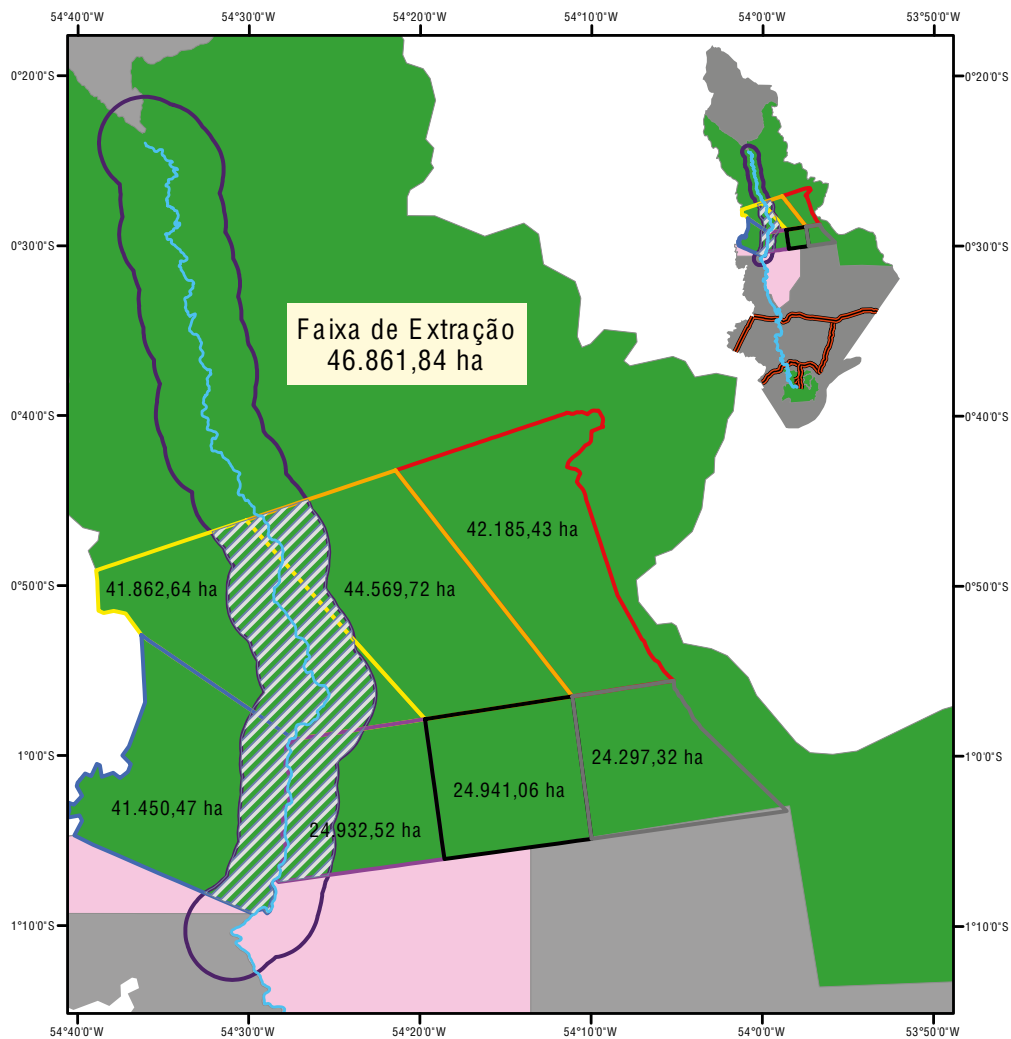 54°40'0"W 54°30'0"W 54°20'0"W 54°10'0"W 54°0'0"W 53°50'0"W
0°20'0"S 0°20'0"S
0°30'0"S 0°30'0"S
Faixa de Extração
46.861,84 ha
0°40'0"S 0°40'0"S
42.185,43 ha
0°50'0"S 41.862,64 ha 44.569,72 ha 0°50'0"S
1°0'0"S 24.297,32 ha 1°0'0"S
24.941,06 ha
41.450,47 ha
24,932,52 ha
1°10'0"S 1°10'0"S
54°40'0"W 54°30'0"W 54°20'0"W 54°10'0"W 54°0'0"W 53°50'0"W